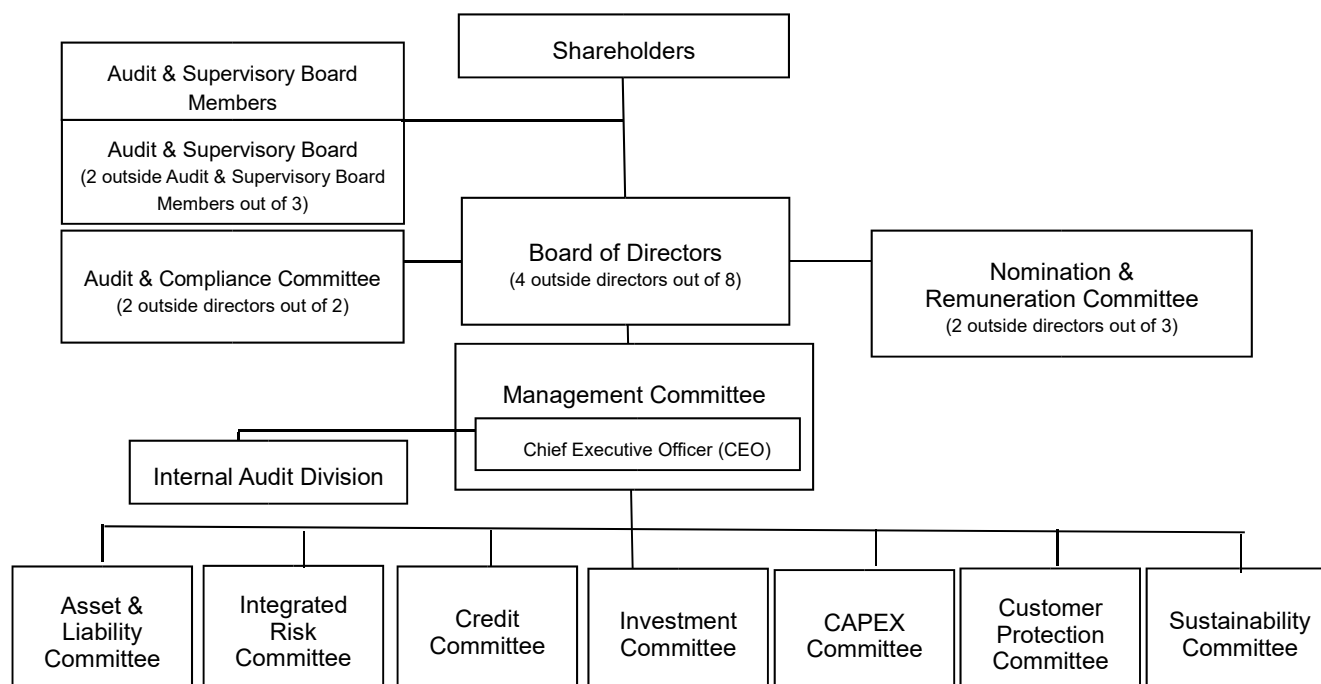 Shareholders
Audit & Supervisory Board
Members
Audit & Supervisory Board
(2 outside Audit & Supervisory Board
Members out of 3)
Board of Directors
(4 outside directors out of 8)
Audit & Compliance Committee
(2 outside directors out of 2)
Nomination &
Remuneration Committee
(2 outside directors out of 3)
Management Committee
Chief Executive Officer (CEO)
Internal Audit Division
Asset &
Liability
Committee
Integrated
Risk
Committee
Credit
Committee
Investment
Committee
CAPEX
Committee
Customer
Protection
Committee
Sustainability
Committee